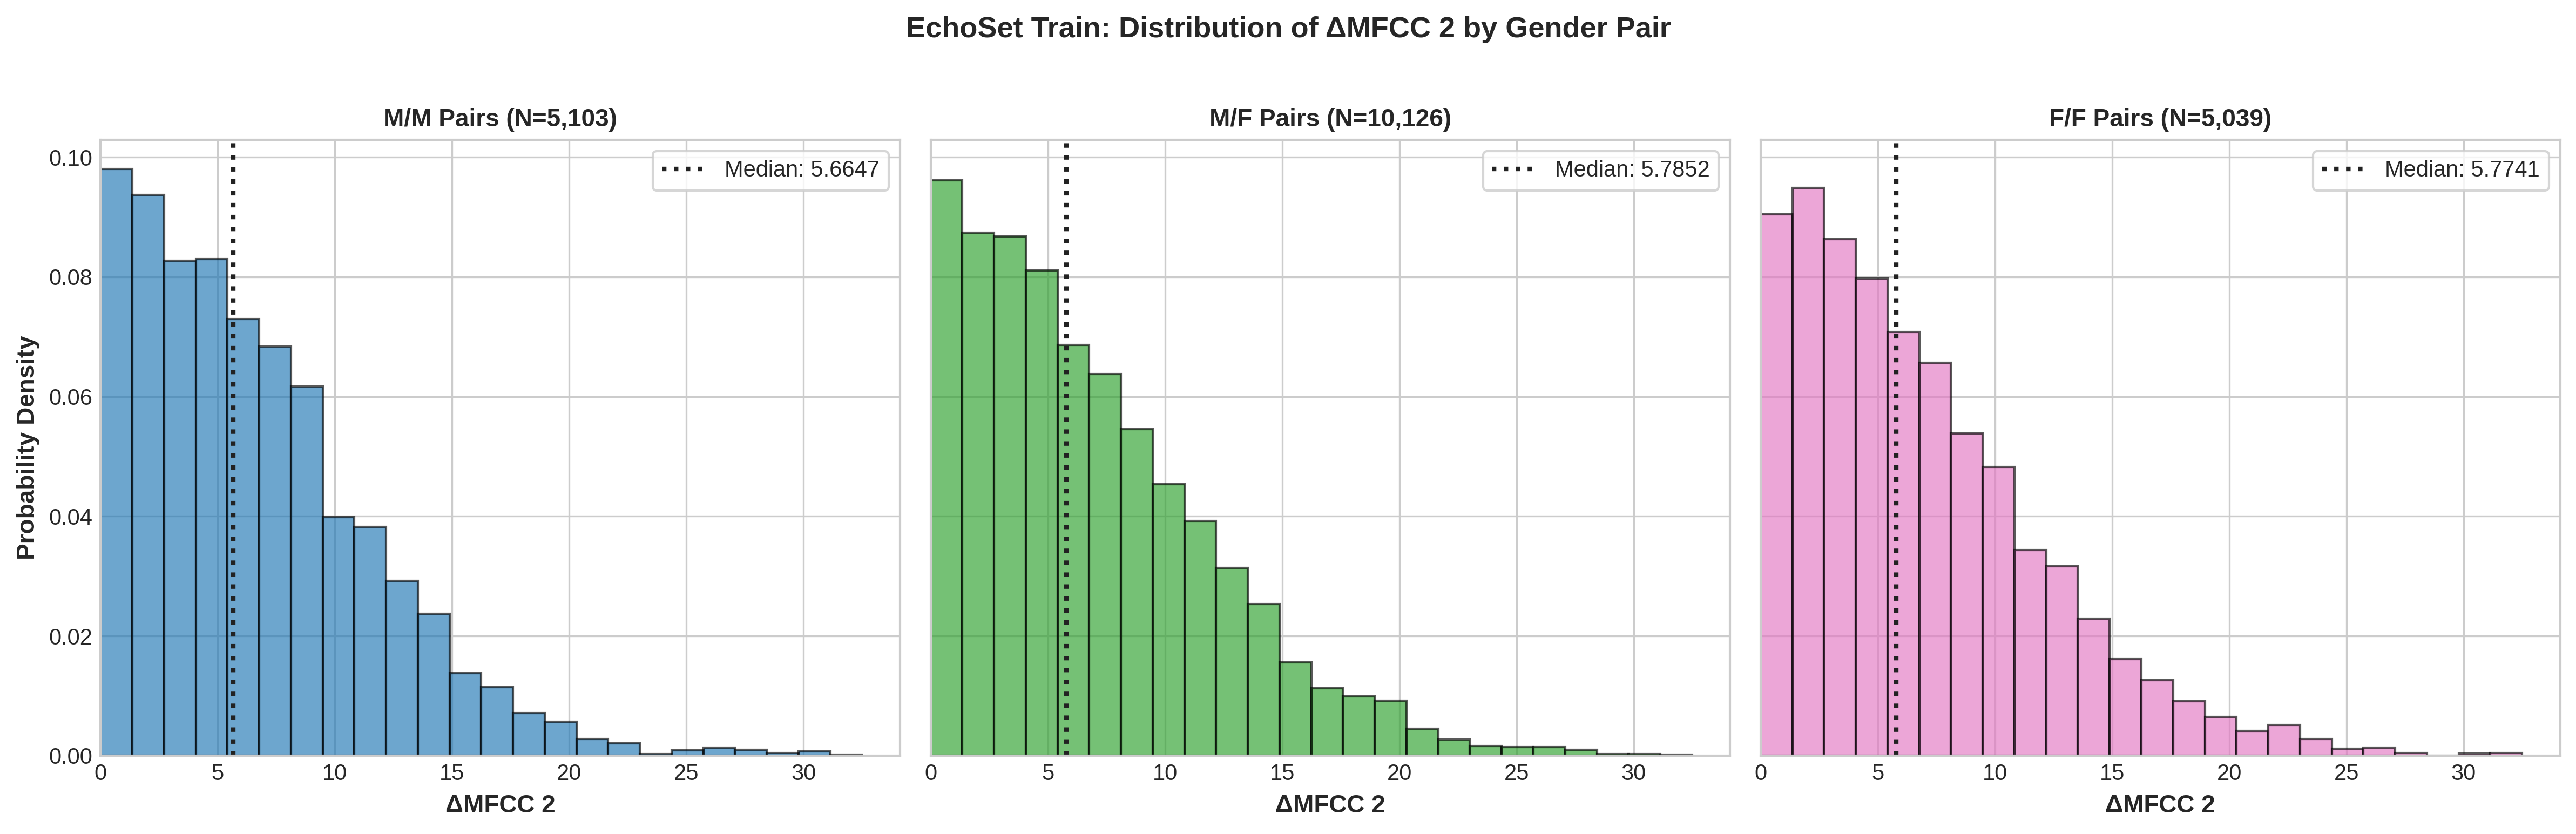 EchoSet Train: Distribution of ΔMFCC 2 by Gender Pair
M/M Pairs (N=5,103)
Median: 5.6647
Probability Density
0.10
0.08
0.06
0.04
0.02
0.00
0 5 10 15 20 25 30
ΔMFCC 2
M/F Pairs (N=10,126)
Median: 5.7852
0 5 10 15 20 25 30
ΔMFCC 2
F/F Pairs (N=5,039)
Median: 5.7741
0 5 10 15 20 25 30
ΔMFCC 2